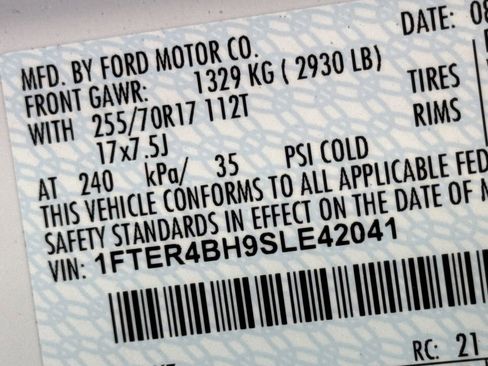 DATE: 08
MFD. BY FORD MOTOR CO.
FRONT GAWR: 1329 KG ( 2930 LB)
WITH 255/70R17 112T TIRES
17x7.5J RIMS
AT 240 kPa/ 35 PSI COLD
THIS VEHICLE CONFORMS TO ALL APPLICABLE FED
SAFETY STANDARDS IN EFFECT ON THE DATE OF M
VIN: 1FTER4BH9SLE42041
RC: 21